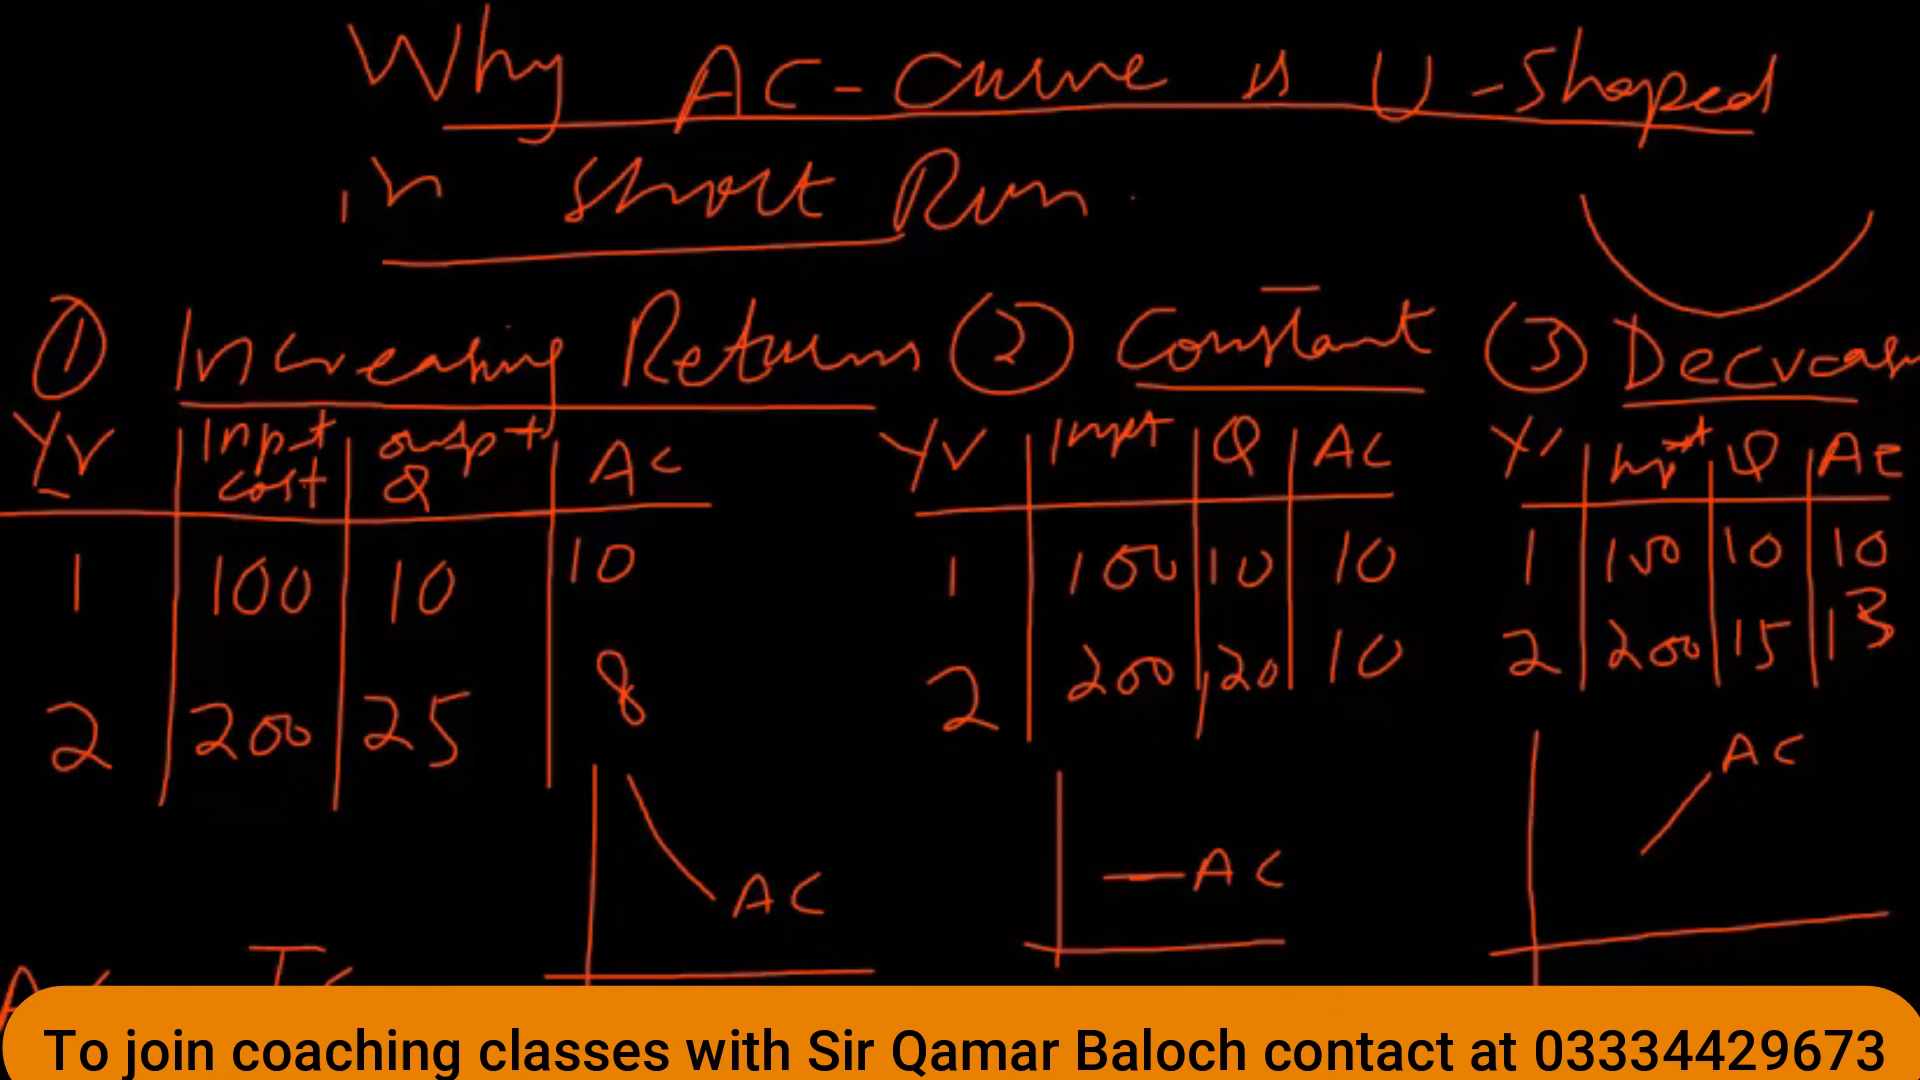 Why AC-Curve is U-Shaped
in Short Run.
① Increasing Returns ② Constant ③ Decreasin
Yr Input cost output Q AC
1 100 10 10
2 200 25 8
AC
Yr Input Q AC
1 100 10 10
2 200 20 10
AC
Yr Input Q AC
1 100 10 10
2 200 15 13
AC
To join coaching classes with Sir Qamar Baloch contact at 03334429673